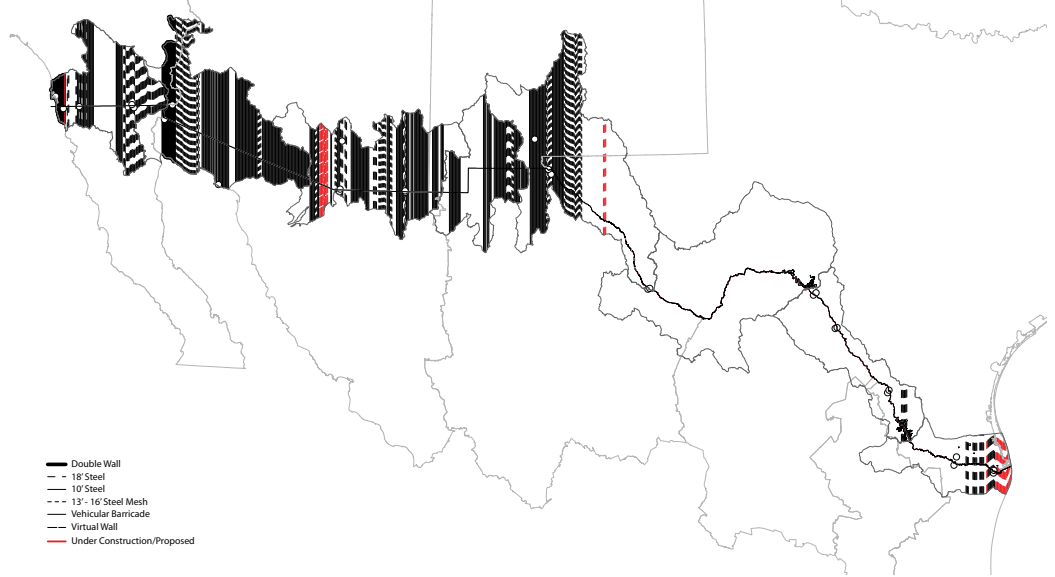 Double Wall
18' Steel
10' Steel
13' - 16' Steel Mesh
Vehicular Barricade
Virtual Wall
Under Construction/Proposed